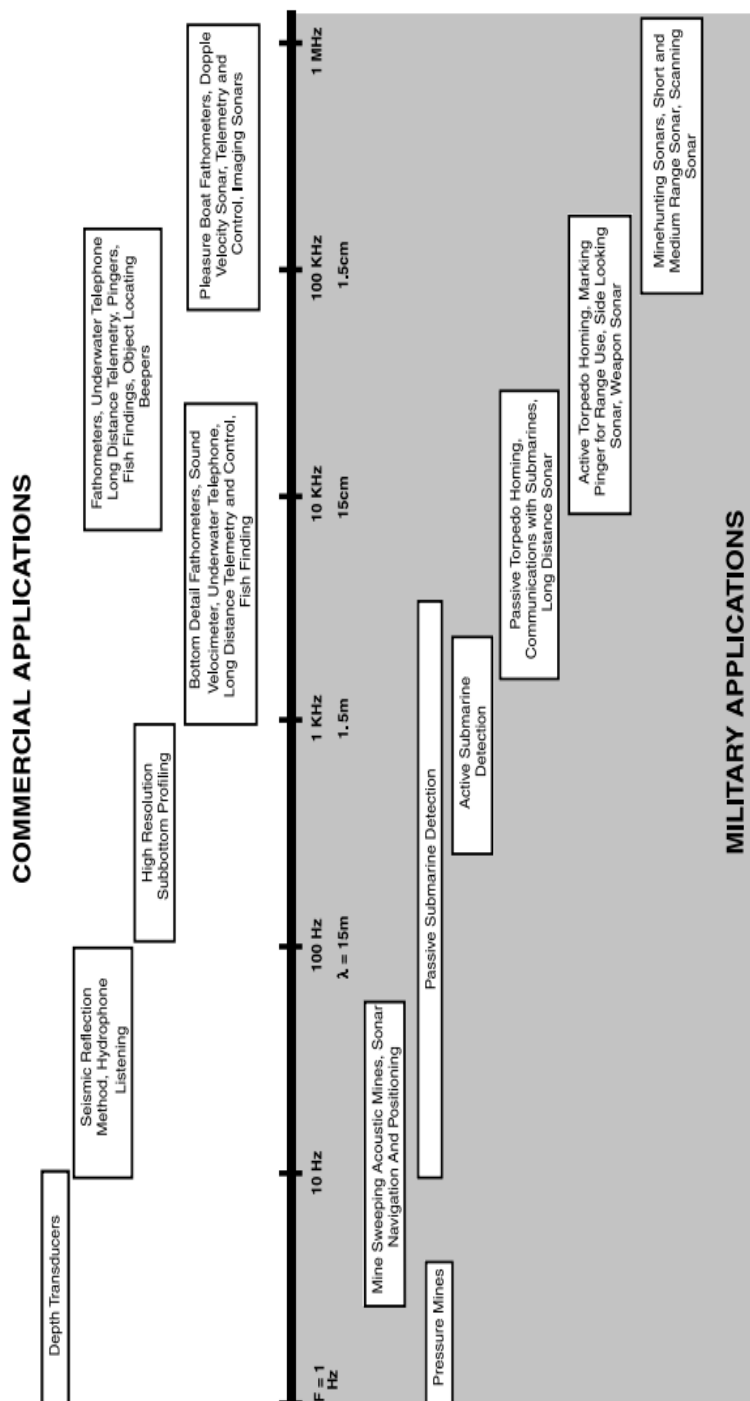 COMMERCIAL APPLICATIONS
Depth Transducers
Seismic Reflection
Method, Hydrophone
Listening
High Resolution
Subbottom Profiling
Bottom Detail Fathometers, Sound
Velocimeter, Underwater Telephone,
Long Distance Telemetry and Control,
Fish Finding
Fathometers, Underwater Telephone
Long Distance Telemetry, Pingers,
Fish Findings, Object Locating
Beepers
Pleasure Boat Fathometers, Dopple
Velocity Sonar, Telemetry and
Control, Imaging Sonars
F = 1
Hz
10 Hz
100 Hz
1 KHz
10 KHz
100 KHz
1 MHz
λ = 15m
1.5m
15cm
1.5cm
Pressure Mines
Mine Sweeping Acoustic Mines, Sonar
Navigation And Positioning
Passive Submarine Detection
Active Submarine
Detection
Passive Torpedo Homing,
Communications with Submarines,
Long Distance Sonar
Active Torpedo Homing, Marking
Pinger for Range Use, Side Looking
Sonar, Weapon Sonar
Minehunting Sonars, Short and
Medium Range Sonar, Scanning
Sonar
MILITARY APPLICATIONS